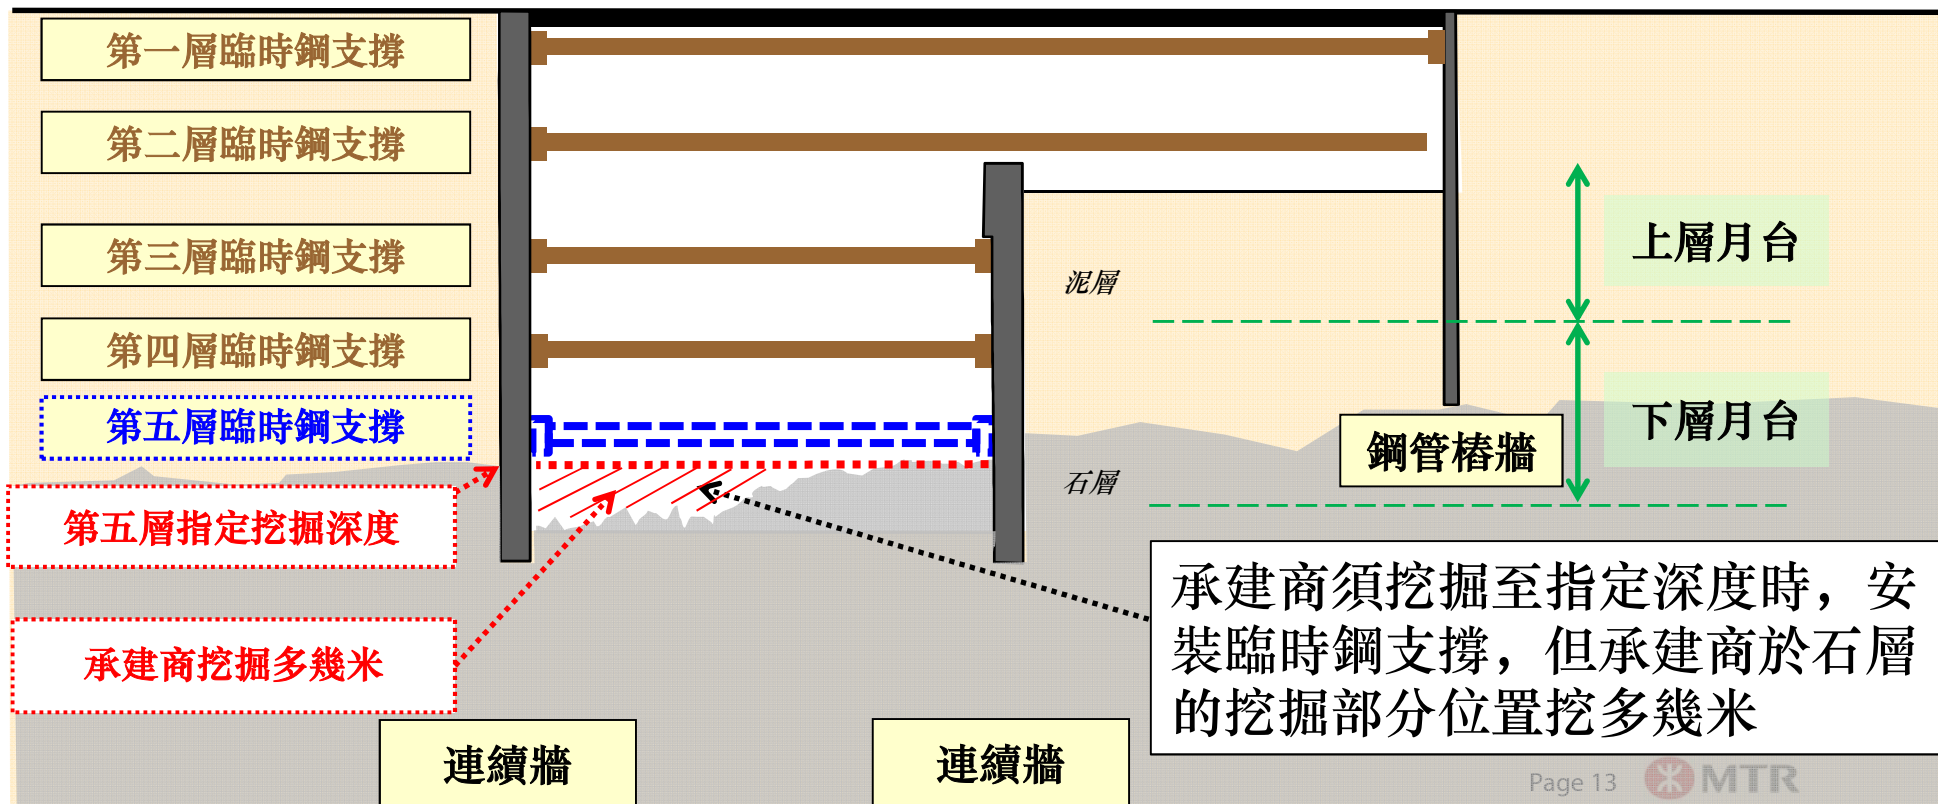 第一層臨時鋼支撐
第二層臨時鋼支撐
第三層臨時鋼支撐
第四層臨時鋼支撐
第五層臨時鋼支撐
第五層指定挖掘深度
承建商挖掘多幾米
連續牆
連續牆
泥層
石層
上層月台
下層月台
鋼管樁牆
承建商須挖掘至指定深度時，安
裝臨時鋼支撐，但承建商於石層
的挖掘部分位置挖多幾米
Page 13
MTR